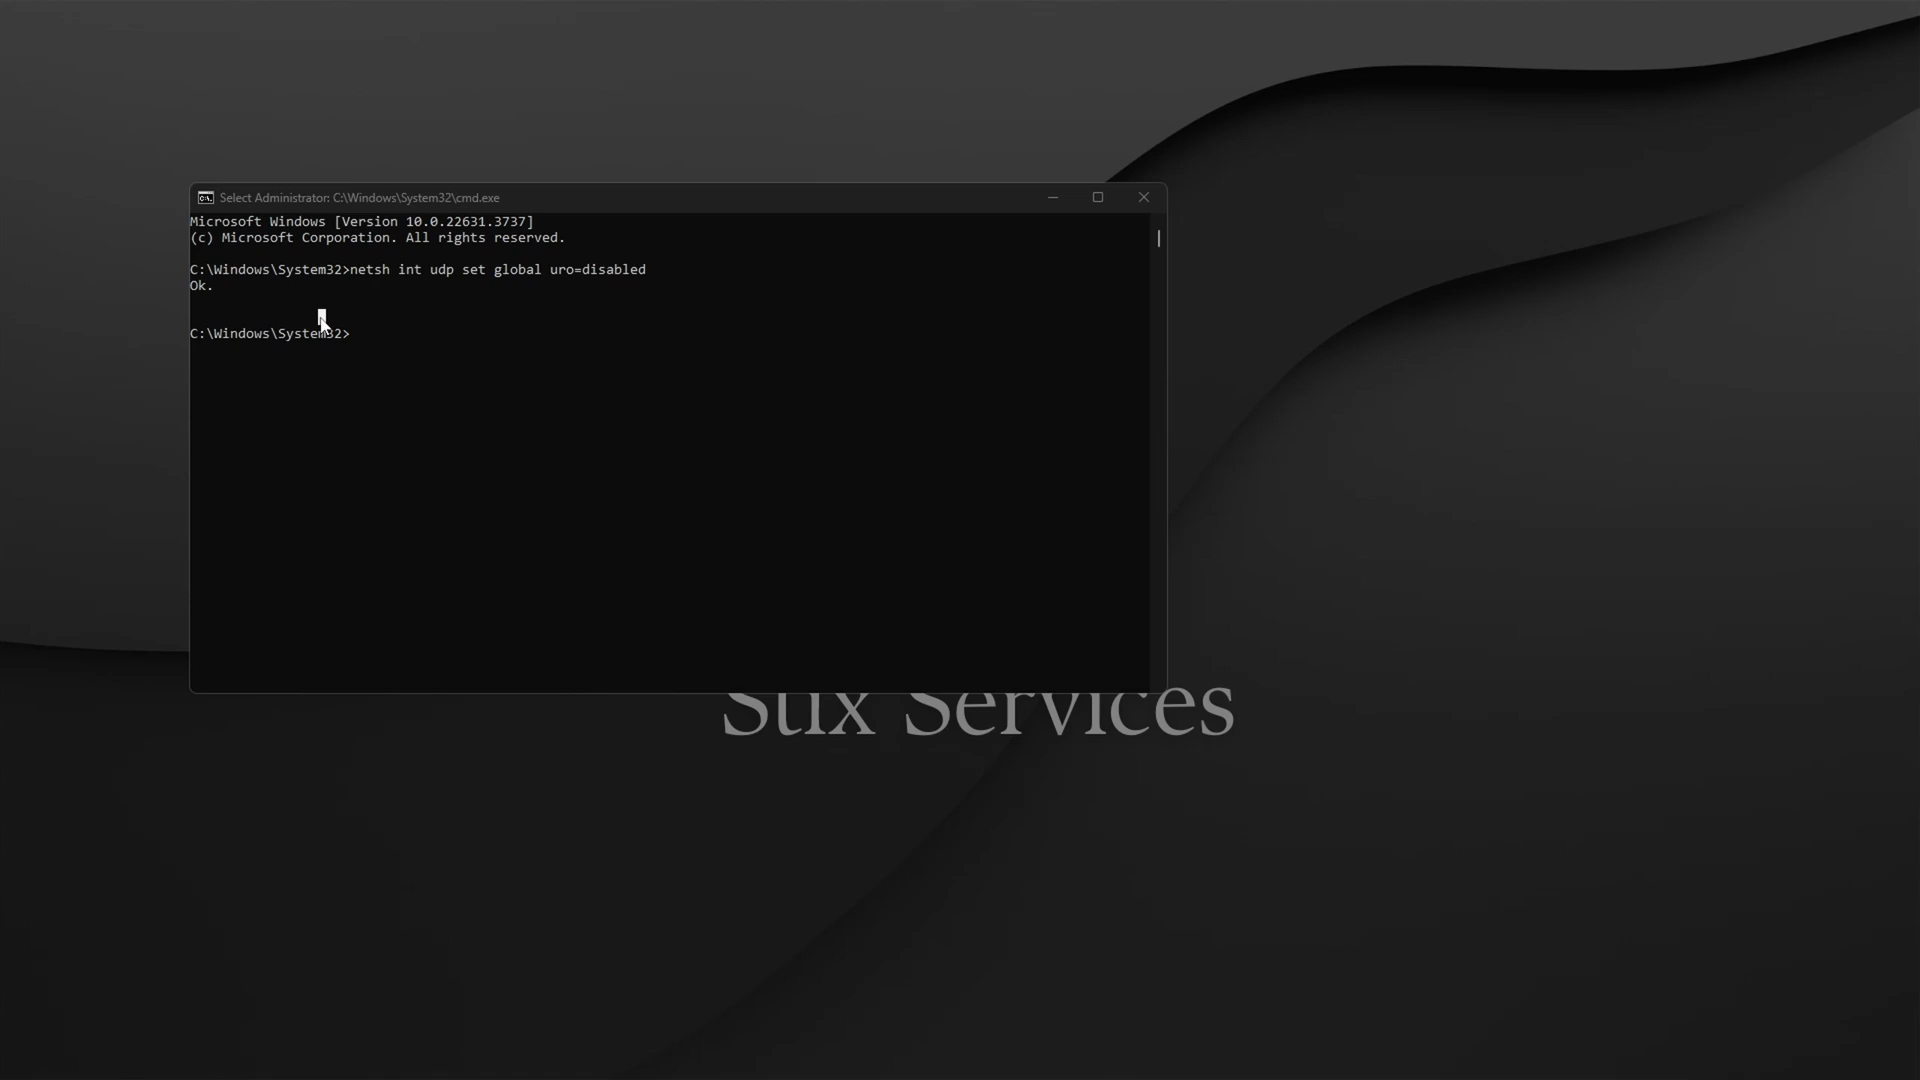 Select Administrator: C:\Windows\System32\cmd.exe
Microsoft Windows [Version 10.0.22631.3737]
(c) Microsoft Corporation. All rights reserved.
C:\Windows\System32>netsh int udp set global uro=disabled
Ok.
C:\Windows\System32>
Stix Services